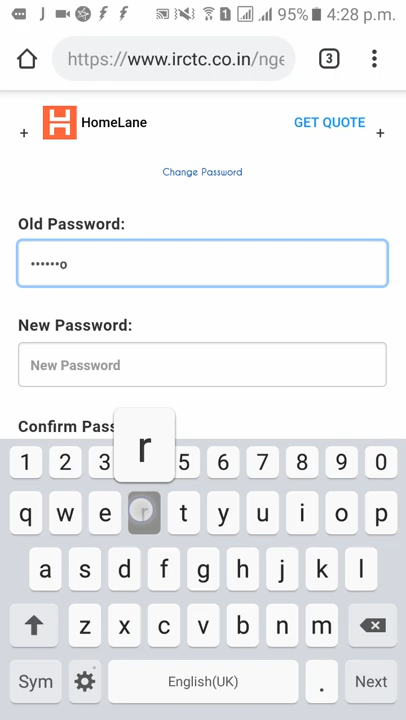 J 1 95% 4:28 p.m.
https://www.irctc.co.in/nge 3
HomeLane GET QUOTE
Change Password
Old Password:
••••••o
New Password:
New Password
Confirm Pass
r
1 2 3 5 6 7 8 9 0
q w e r t y u i o p
a s d f g h j k l
z x c v b n m
Sym English(UK) . Next